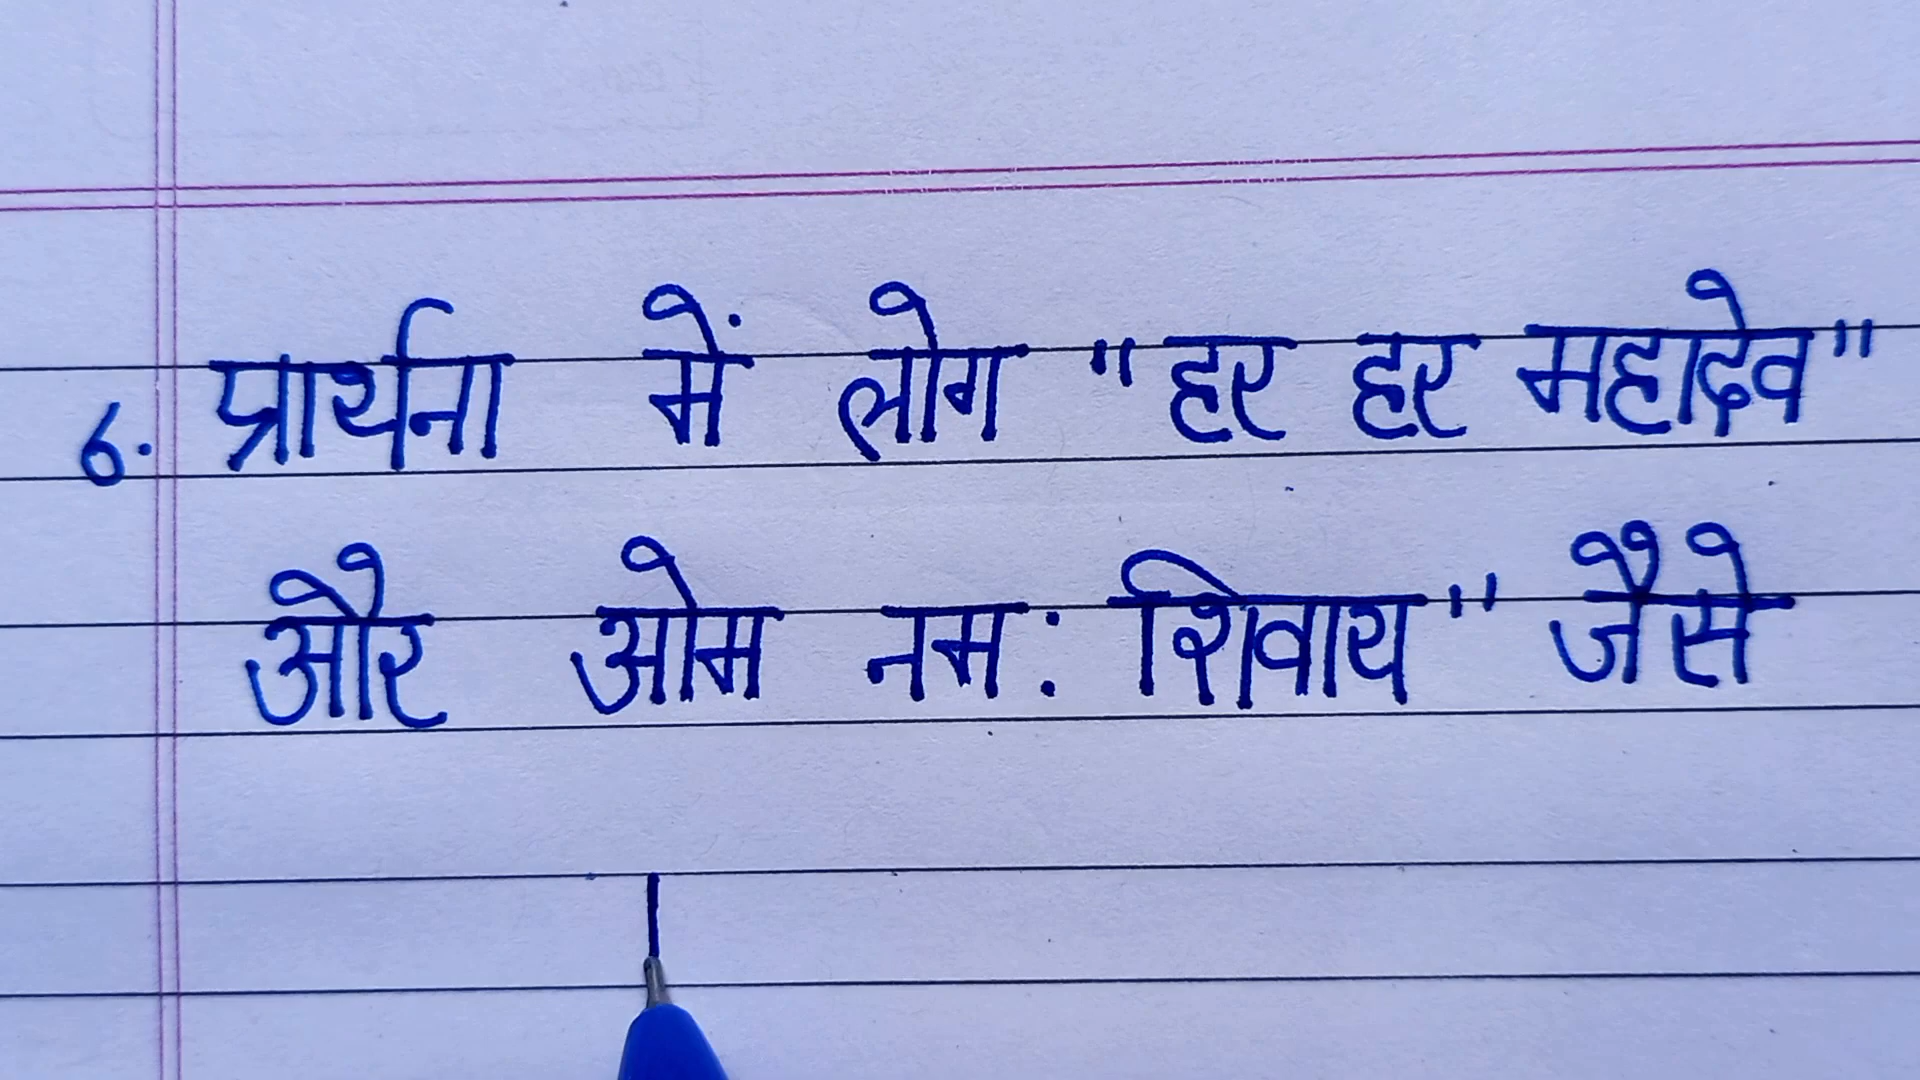 6. प्रार्थना में लोग "हर हर महादेव"
और ओम नम: शिवाय" जैसे